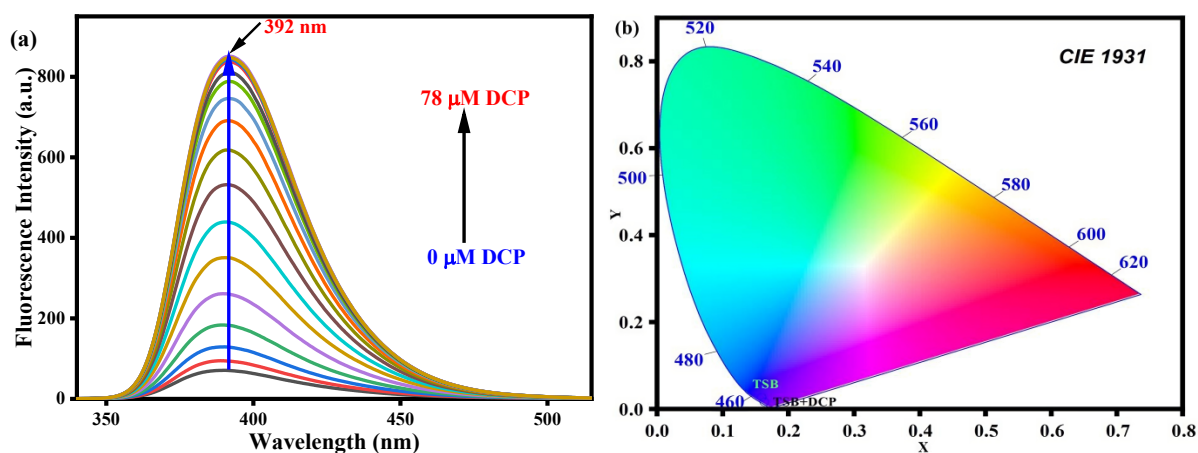 (a)
392 nm
78 μM DCP
0 μM DCP
Fluorescence Intensity (a.u.)
800
600
400
200
0
350
400
450
500
Wavelength (nm)
(b)
CIE 1931
520
540
560
580
600
620
500
480
460
TSB
TSB+DCP
Y
0.8
0.6
0.4
0.2
0.0
0.0
0.1
0.2
0.3
0.4
0.5
0.6
0.7
0.8
X